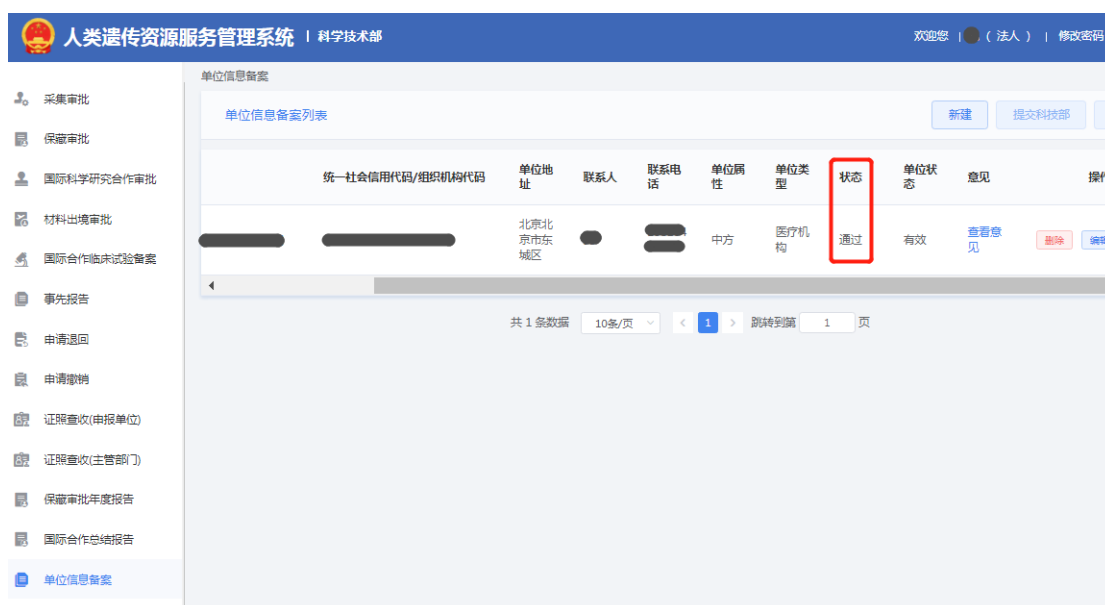 人类遗传资源服务管理系统 | 科学技术部
欢迎您 | ( 法人 ) | 修改密码
采集审批
保藏审批
国际科学研究合作审批
材料出境审批
国际合作临床试验备案
事先报告
申请退回
申请撤销
证照查收(申报单位)
证照查收(主管部门)
保藏审批年度报告
国际合作总结报告
单位信息备案
单位信息备案
单位信息备案列表
新建 提交科技部
统一社会信用代码/组织机构代码 单位地址 联系人 联系电话 单位属性 单位类型 状态 单位状态 意见 操作
北京北京市东城区 中方 医疗机构 通过 有效 查看意见 删除 编辑
共 1 条数据 10条/页 < 1 > 跳转到第 1 页